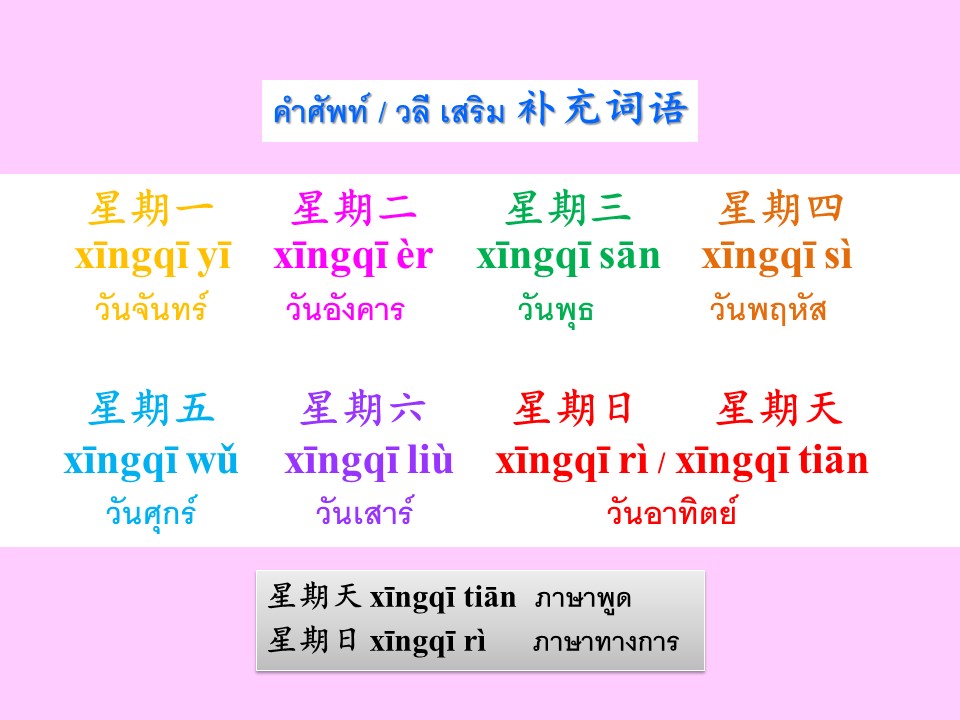 คำศัพท์ / วลี เสริม 补充词语
星期一 星期二 星期三 星期四
xīngqī yī xīngqī èr xīngqī sān xīngqī sì
วันจันทร์ วันอังคาร วันพุธ วันพฤหัส
星期五 星期六 星期日 星期天
xīngqī wǔ xīngqī liù xīngqī rì / xīngqī tiān
วันศุกร์ วันเสาร์ วันอาทิตย์
星期天 xīngqī tiān ภาษาพูด
星期日 xīngqī rì ภาษาทางการ